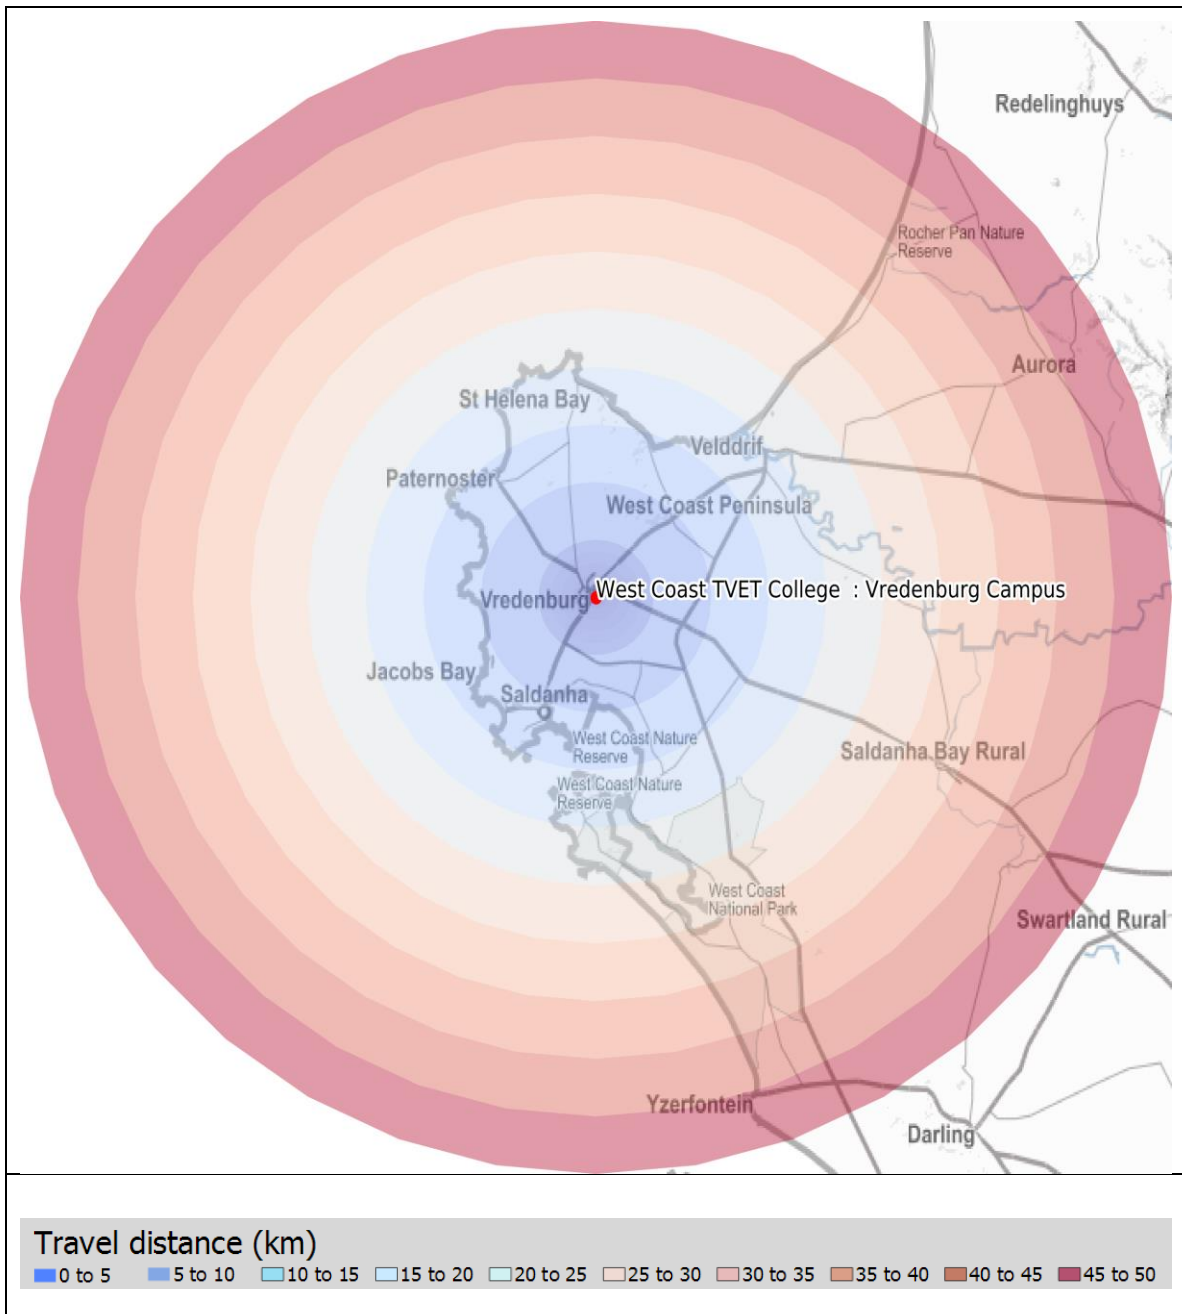 Redelinghuys
Rocher Pan Nature
Reserve
Aurora
St Helena Bay
Velddrif
Paternoster
West Coast Peninsula
West Coast TVET College : Vredenburg Campus
Vredenburg
Jacobs Bay
Saldanha
West Coast Nature
Reserve
Saldanha Bay Rural
West Coast Nature
Reserve
West Coast
National Park
Swartland Rural
Yzerfontein
Darling
Travel distance (km)
0 to 5 5 to 10 10 to 15 15 to 20 20 to 25 25 to 30 30 to 35 35 to 40 40 to 45 45 to 50